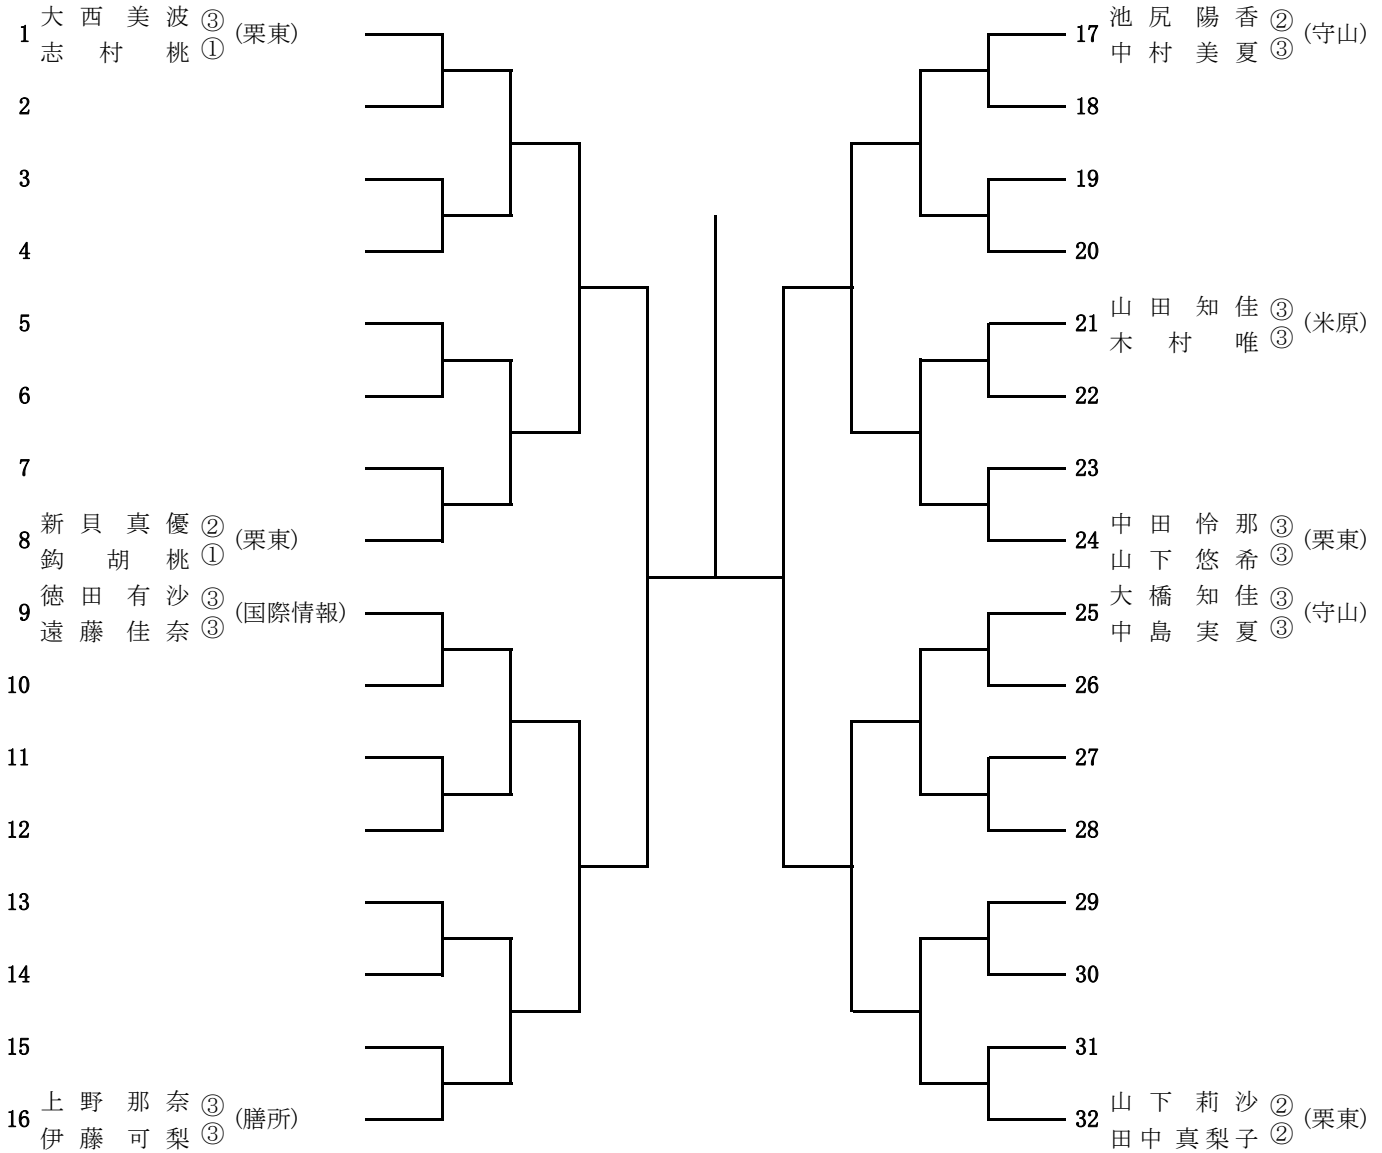 大西美波③
1 (栗東)
志村桃①
2
3
4
5
6
7
新貝真優②
8 (栗東)
鈎胡桃①
徳田有沙③
9 (国際情報)
遠藤佳奈③
10
11
12
13
14
15
上野那奈③
16 (膳所)
伊藤可梨③
池尻陽香②
17 (守山)
中村美夏③
18
19
20
山田知佳③
21 (米原)
木村唯③
22
23
中田怜那③
24 (栗東)
山下悠希③
大橋知佳③
25 (守山)
中島実夏③
26
27
28
29
30
31
山下莉沙②
32 (栗東)
田中真梨子②